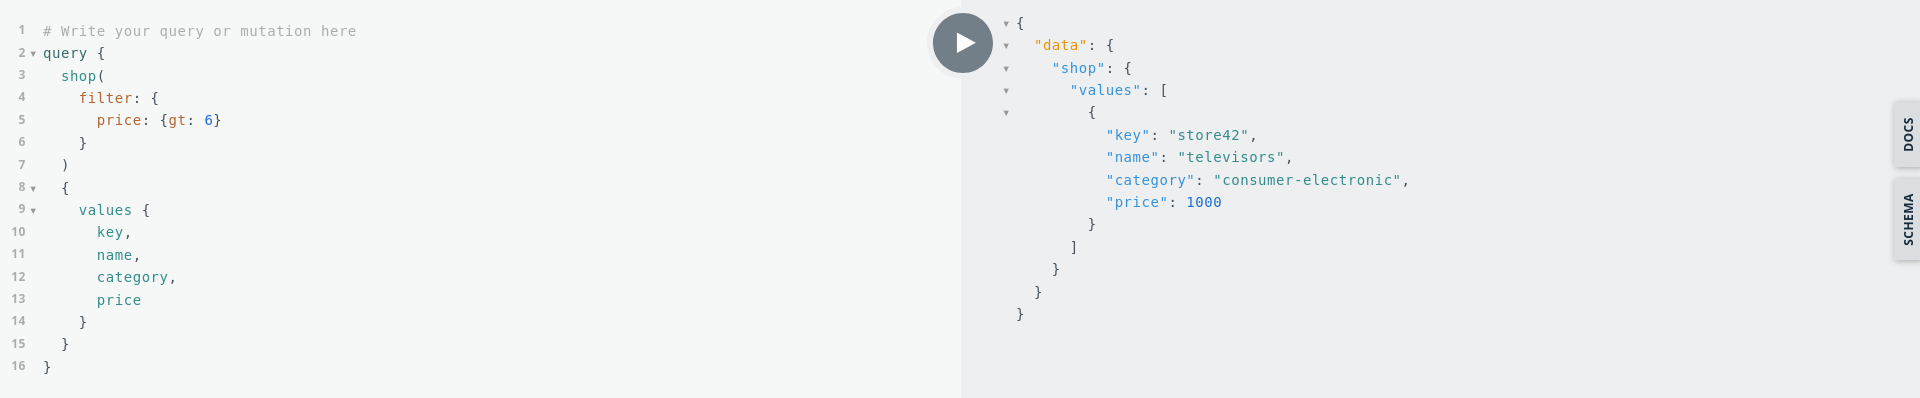 1 # Write your query or mutation here
2 query {
3 shop(
4 filter: {
5 price: {gt: 6}
6 }
7 )
8 {
9 values {
10 key,
11 name,
12 category,
13 price
14 }
15 }
16 }
{
"data": {
"shop": {
"values": [
{
"key": "store42",
"name": "televisors",
"category": "consumer-electronic",
"price": 1000
}
]
}
}
}
DOCS
SCHEMA